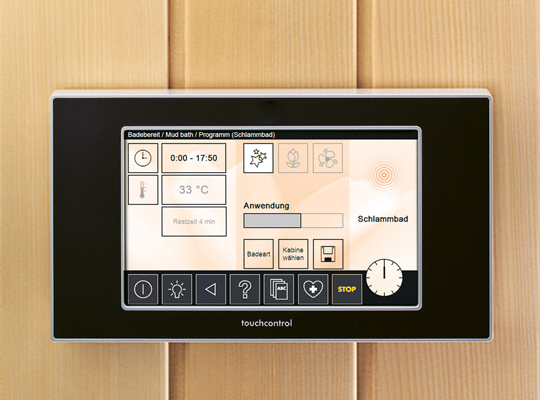 Badebereit / Mud bath / Programm (Schlammbad)
0:00 - 17:50
33 °C
Restzeit 4 min
Anwendung
Schlammbad
Badeart
Kabine
wählen
?
ABC
STOP
touchcontrol